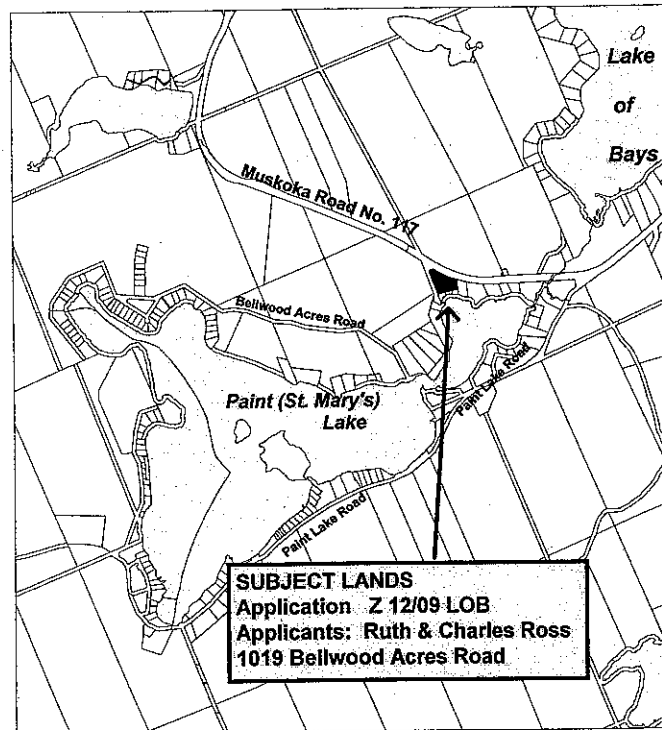 Lake
of
Bays
Muskoka Road No. 117
Bellwood Acres Road
Paint (St. Mary's)
Lake
Paint Lake Road
Paint Lake Road
SUBJECT LANDS
Application Z 12/09 LOB
Applicants: Ruth & Charles Ross
1019 Bellwood Acres Road